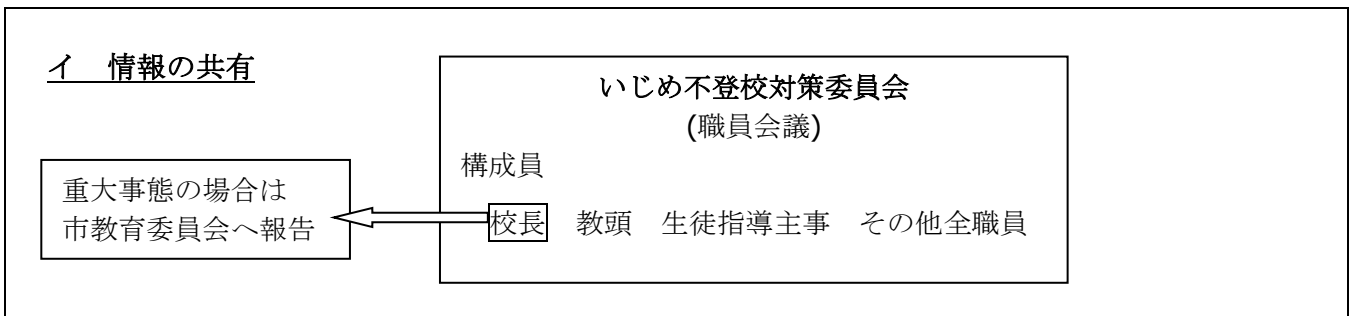 イ　情報の共有
いじめ不登校対策委員会
(職員会議)
構成員
重大事態の場合は
市教育委員会へ報告
校長　教頭　生徒指導主事　その他全職員